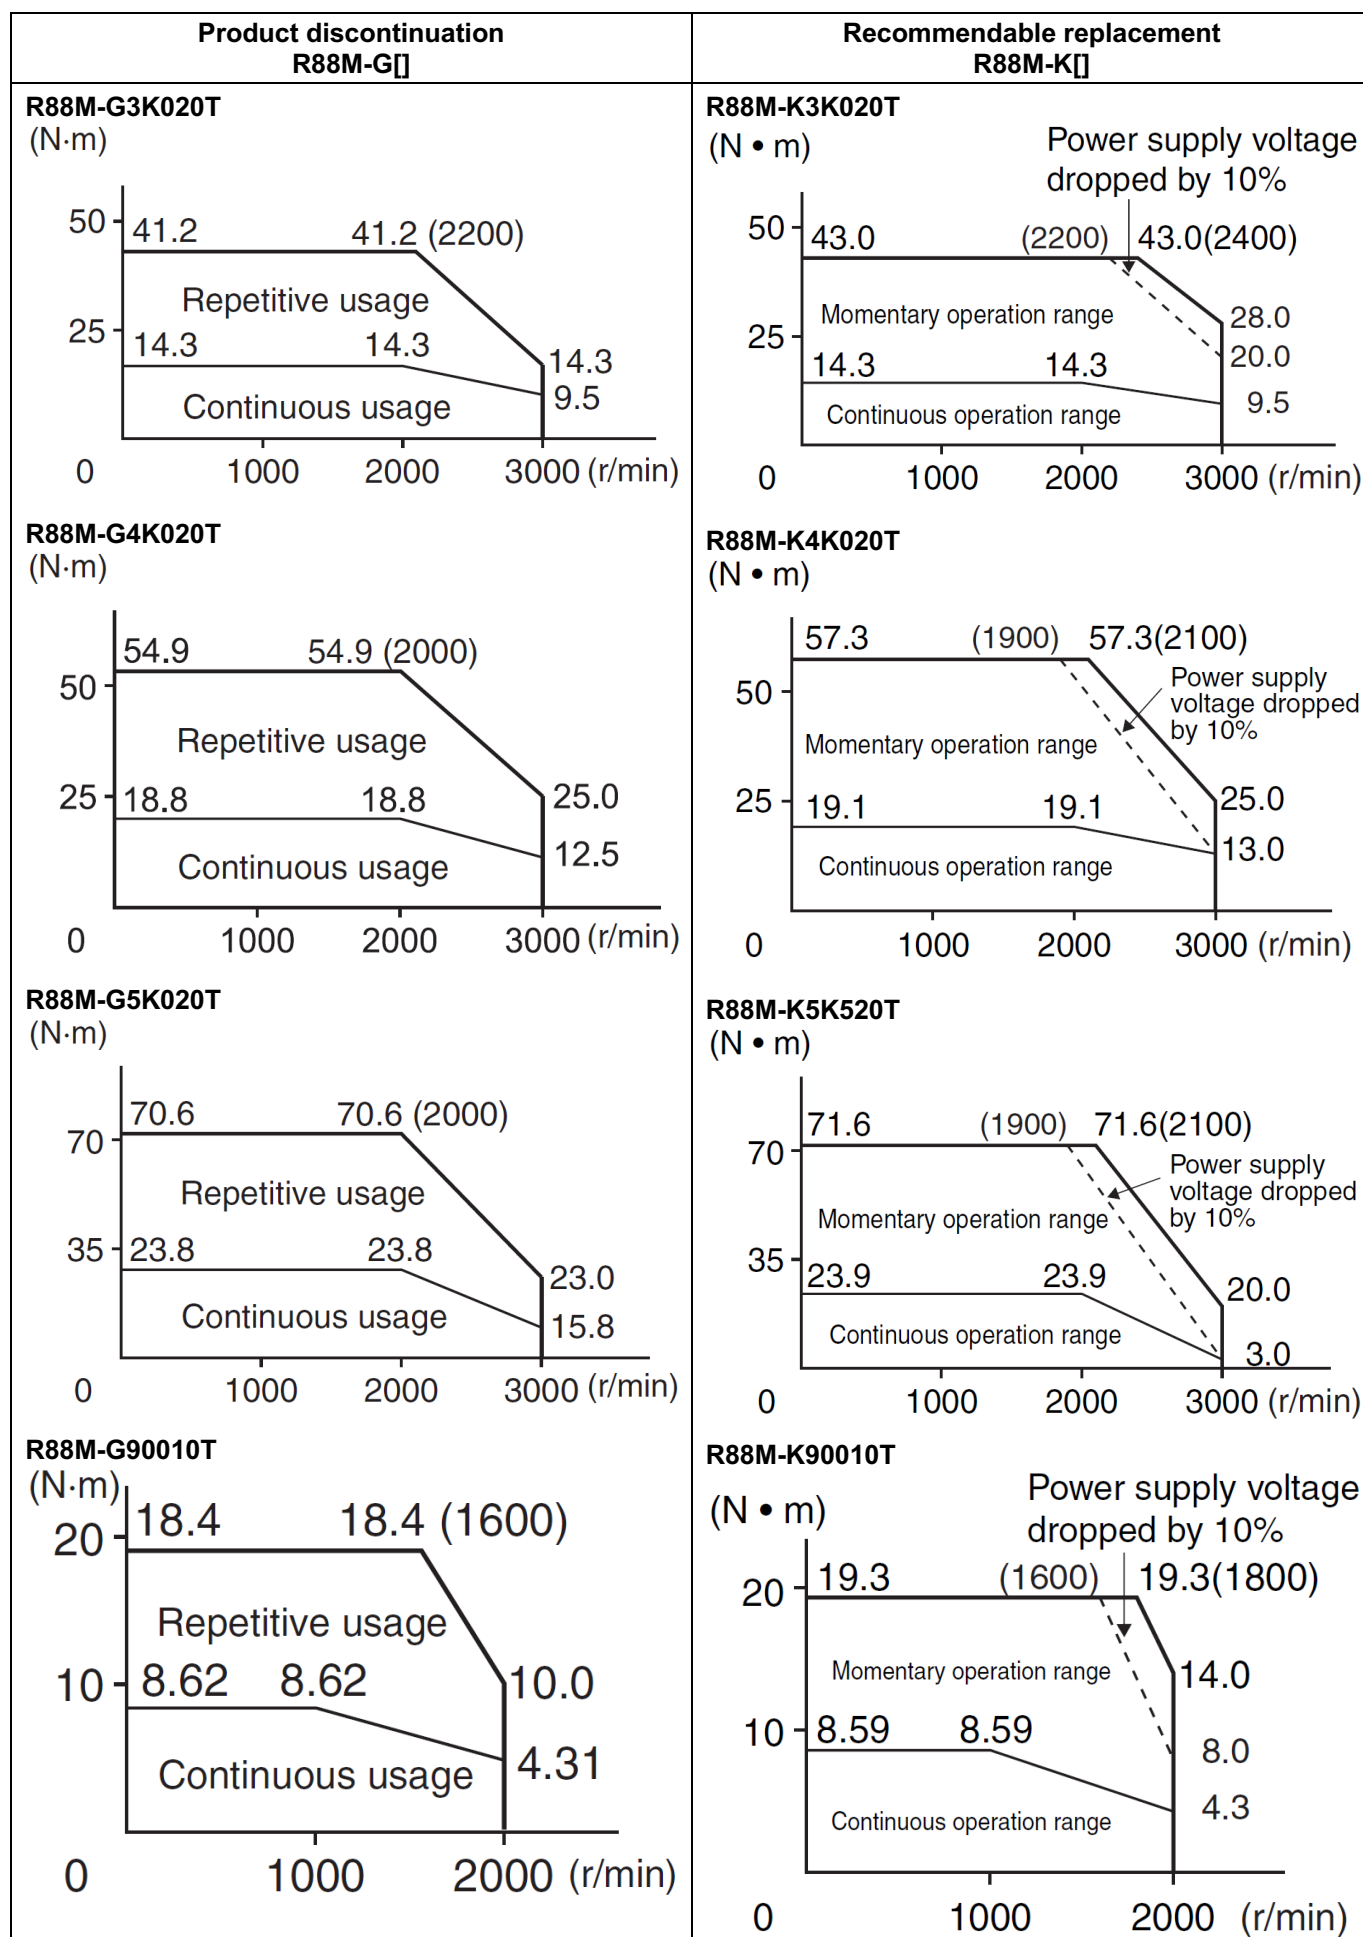 Product discontinuation
R88M-G[]
Recommendable replacement
R88M-K[]
R88M-G3K020T
(N·m)
50
41.2
41.2 (2200)
Repetitive usage
25
14.3
14.3
14.3
9.5
Continuous usage
0
1000
2000
3000 (r/min)
R88M-K3K020T
(N • m)
Power supply voltage
dropped by 10%
50
43.0
(2200)
43.0(2400)
Momentary operation range
28.0
25
20.0
14.3
14.3
9.5
Continuous operation range
0
1000
2000
3000 (r/min)
R88M-G4K020T
(N·m)
54.9
54.9 (2000)
50
Repetitive usage
25
18.8
18.8
25.0
12.5
Continuous usage
0
1000
2000
3000 (r/min)
R88M-K4K020T
(N • m)
57.3
(1900)
57.3(2100)
50
Power supply
voltage dropped
by 10%
Momentary operation range
25
19.1
19.1
25.0
13.0
Continuous operation range
0
1000
2000
3000 (r/min)
R88M-G5K020T
(N·m)
70.6
70.6 (2000)
70
Repetitive usage
35
23.8
23.8
23.0
15.8
Continuous usage
0
1000
2000
3000 (r/min)
R88M-K5K520T
(N • m)
71.6
(1900)
71.6(2100)
70
Power supply
voltage dropped
by 10%
Momentary operation range
35
23.9
23.9
20.0
Continuous operation range
3.0
0
1000
2000
3000 (r/min)
R88M-G90010T
(N·m)
20
18.4
18.4 (1600)
Repetitive usage
10
8.62
8.62
10.0
4.31
Continuous usage
0
1000
2000 (r/min)
R88M-K90010T
(N • m)
Power supply voltage
dropped by 10%
20
19.3
(1600)
19.3(1800)
Momentary operation range
14.0
10
8.59
8.59
8.0
4.3
Continuous operation range
0
1000
2000 (r/min)